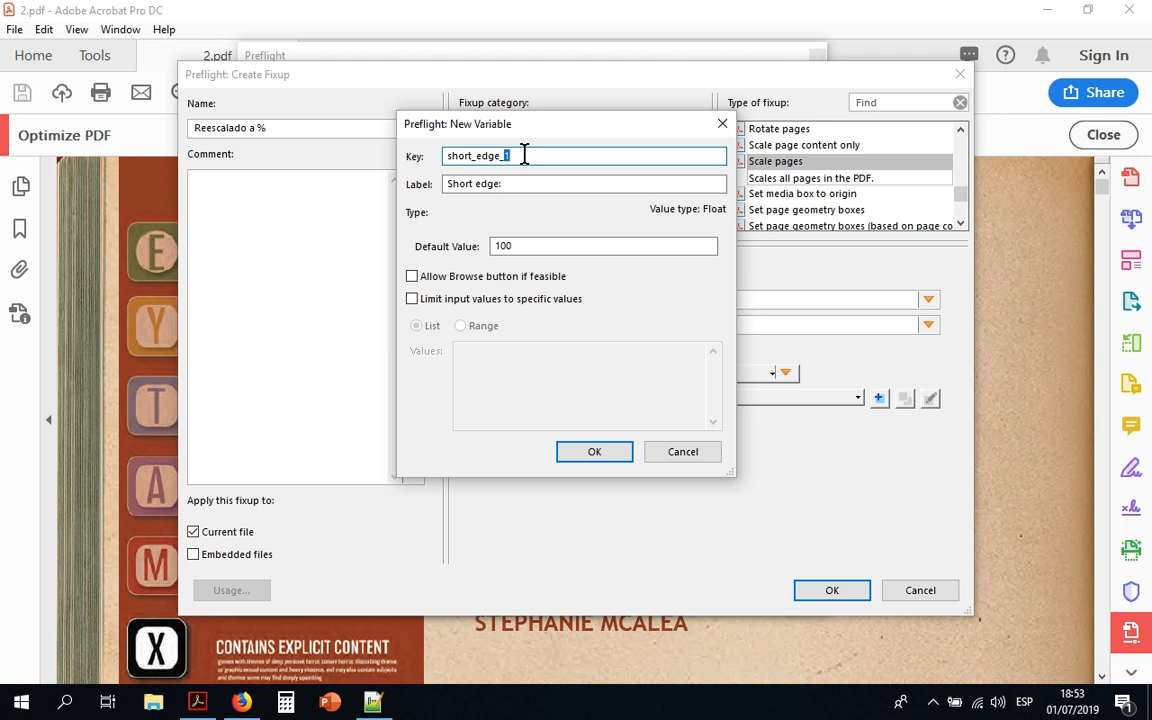 2.pdf - Adobe Acrobat Pro DC
File Edit View Window Help
Home Tools 2.pdf Preflight Sign In
Share
Optimize PDF Close
Preflight: Create Fixup
Name:
Reescalado a %
Comment:
Fixup category:
Type of fixup: Find
Rotate pages
Scale page content only
Scale pages
Scales all pages in the PDF.
Set media box to origin
Set page geometry boxes
Set page geometry boxes (based on page co
Preflight: New Variable
Key: short_edge_1
Label: Short edge:
Type: Value type: Float
Default Value: 100
Allow Browse button if feasible
Limit input values to specific values
List Range
Values:
OK Cancel
Apply this fixup to:
Current file
Embedded files
Usage... OK Cancel
E
Y
T
A
M
X
CONTAINS EXPLICIT CONTENT
STEPHANIE MCALEA
ESP
18:53
01/07/2019
1